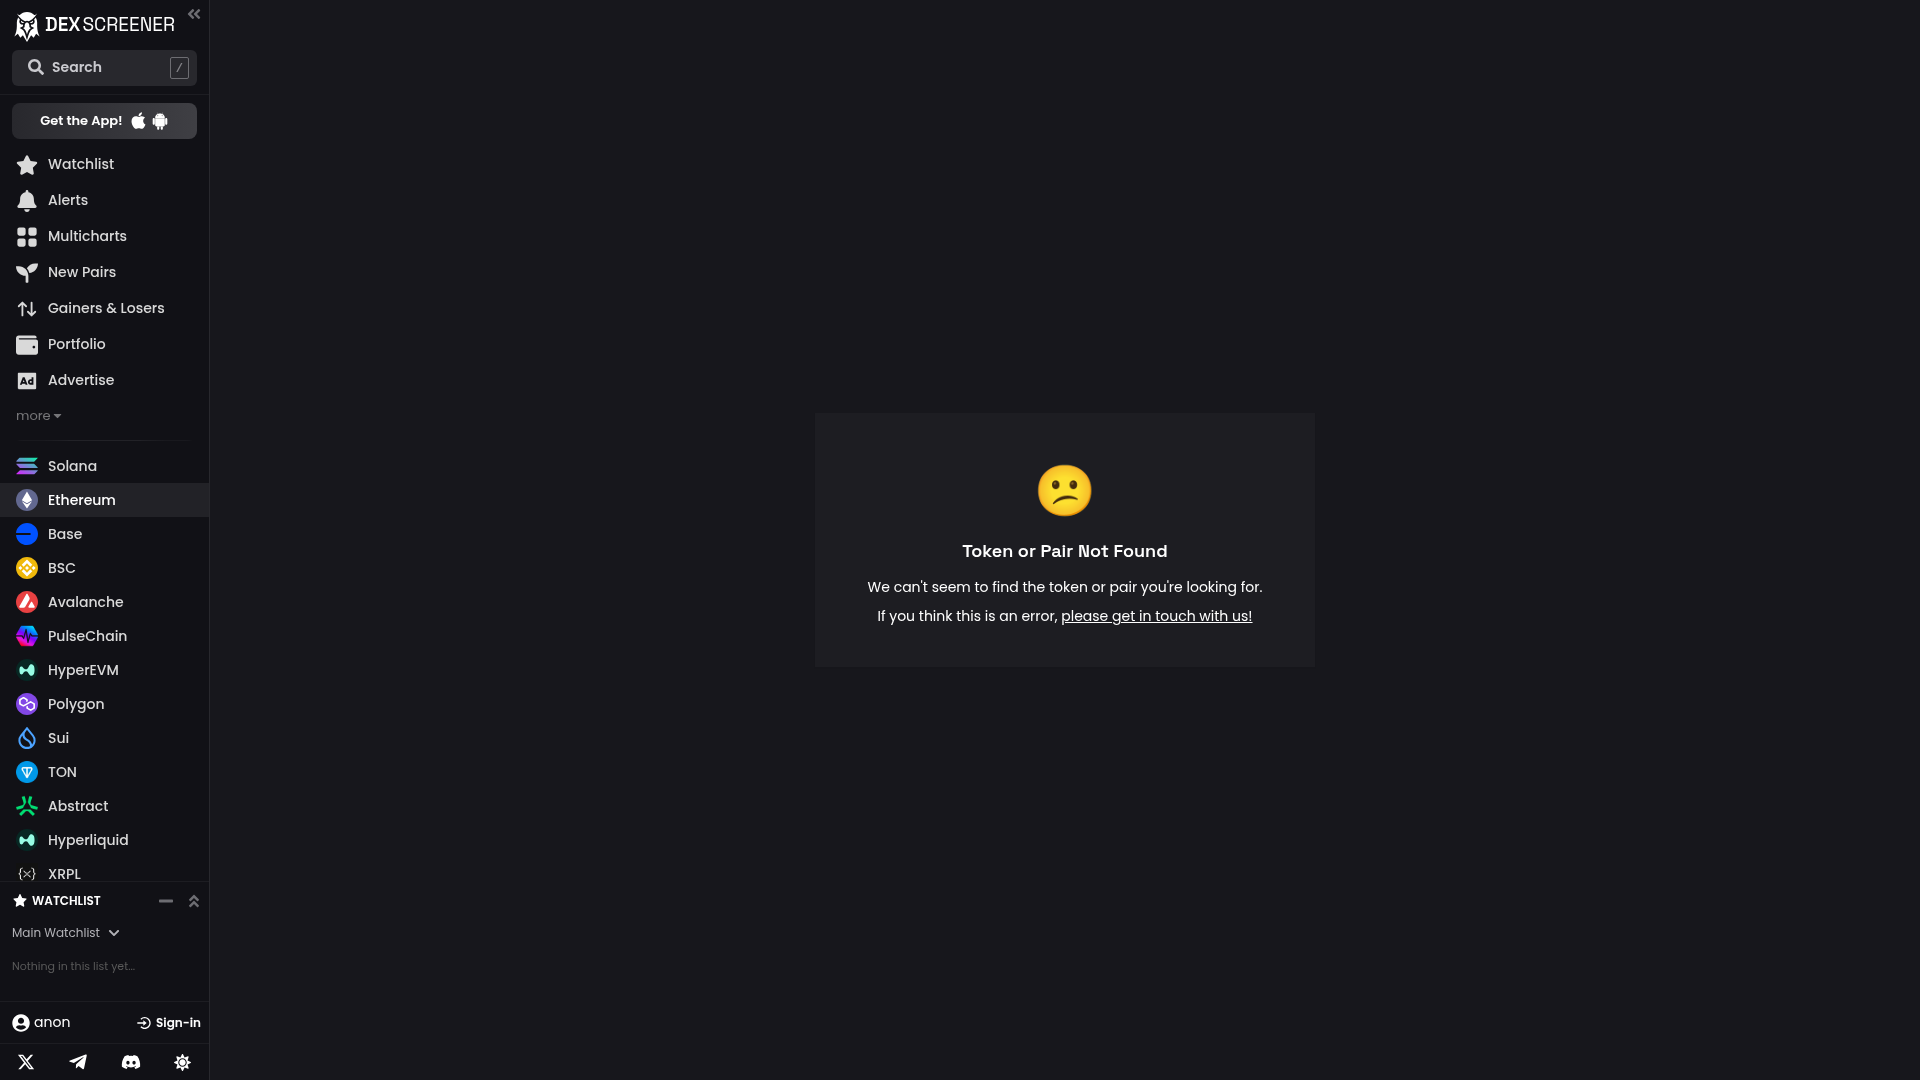 DEX SCREENER
Search /
Get the App!
Watchlist
Alerts
Multicharts
New Pairs
Gainers & Losers
Portfolio
Ad Advertise
more
Solana
Ethereum
Base
BSC
Avalanche
PulseChain
HyperEVM
Polygon
Sui
TON
Abstract
Hyperliquid
XRPL
WATCHLIST
Main Watchlist
Nothing in this list yet...
anon Sign-in
Token or Pair Not Found
We can't seem to find the token or pair you're looking for.
If you think this is an error, please get in touch with us!